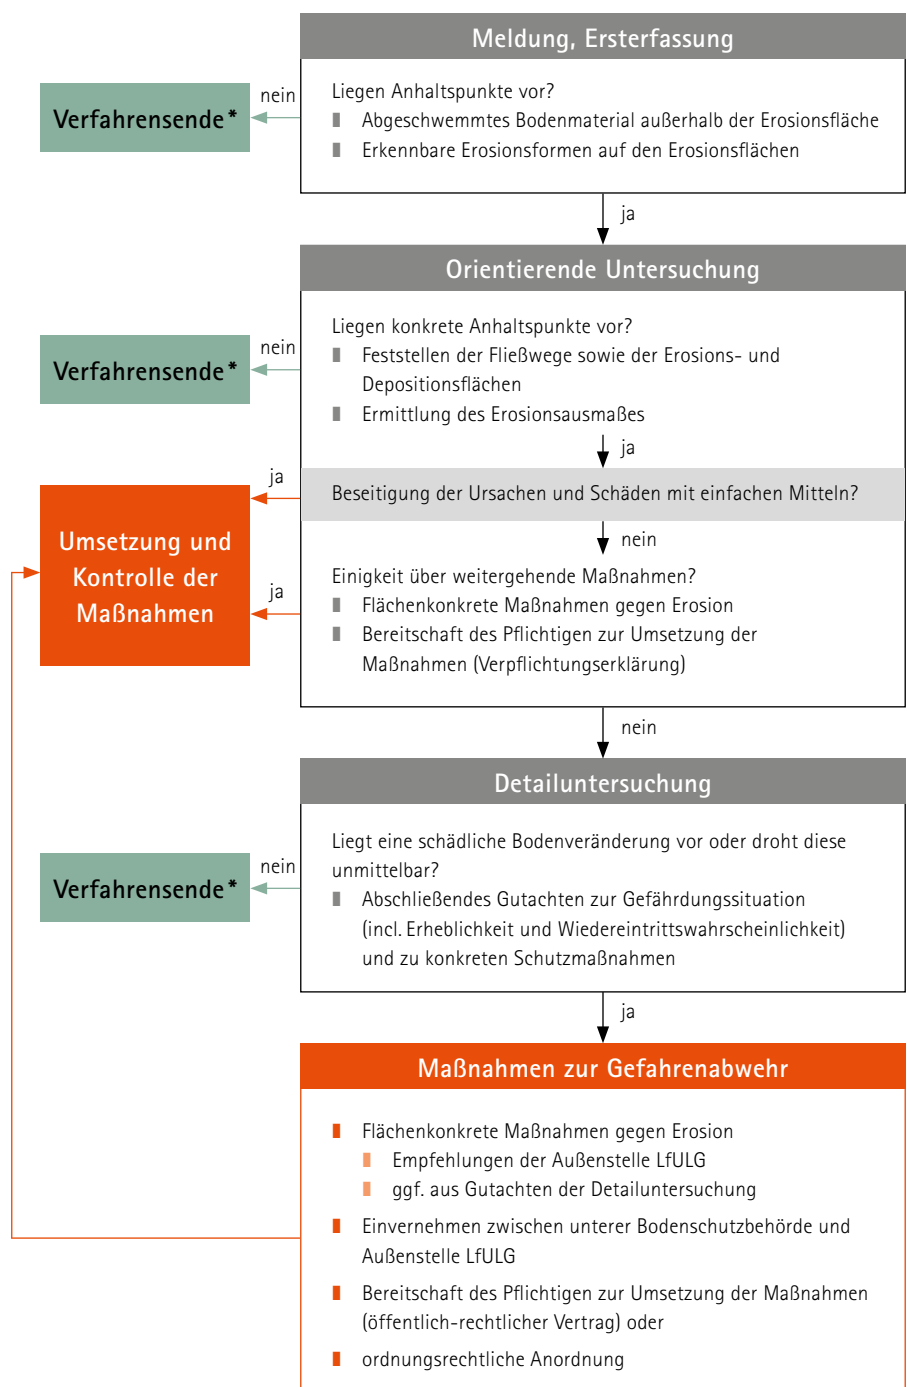 Meldung, Ersterfassung
Liegen Anhaltspunkte vor?
Abgeschwemmtes Bodenmaterial außerhalb der Erosionsfläche
Erkennbare Erosionsformen auf den Erosionsflächen
nein
Verfahrensende*
ja
Orientierende Untersuchung
Liegen konkrete Anhaltspunkte vor?
Feststellen der Fließwege sowie der Erosions- und
Depositionsflächen
Ermittlung des Erosionsausmaßes
nein
Verfahrensende*
ja
Beseitigung der Ursachen und Schäden mit einfachen Mitteln?
ja
nein
Einigkeit über weitergehende Maßnahmen?
Flächenkonkrete Maßnahmen gegen Erosion
Bereitschaft des Pflichtigen zur Umsetzung der
Maßnahmen (Verpflichtungserklärung)
ja
Umsetzung und
Kontrolle der
Maßnahmen
nein
Detailuntersuchung
Liegt eine schädliche Bodenveränderung vor oder droht diese
unmittelbar?
Abschließendes Gutachten zur Gefährdungssituation
(incl. Erheblichkeit und Wiedereintrittswahrscheinlichkeit)
und zu konkreten Schutzmaßnahmen
nein
Verfahrensende*
ja
Maßnahmen zur Gefahrenabwehr
Flächenkonkrete Maßnahmen gegen Erosion
Empfehlungen der Außenstelle LfULG
ggf. aus Gutachten der Detailuntersuchung
Einvernehmen zwischen unterer Bodenschutzbehörde und
Außenstelle LfULG
Bereitschaft des Pflichtigen zur Umsetzung der Maßnahmen
(öffentlich-rechtlicher Vertrag) oder
ordnungsrechtliche Anordnung